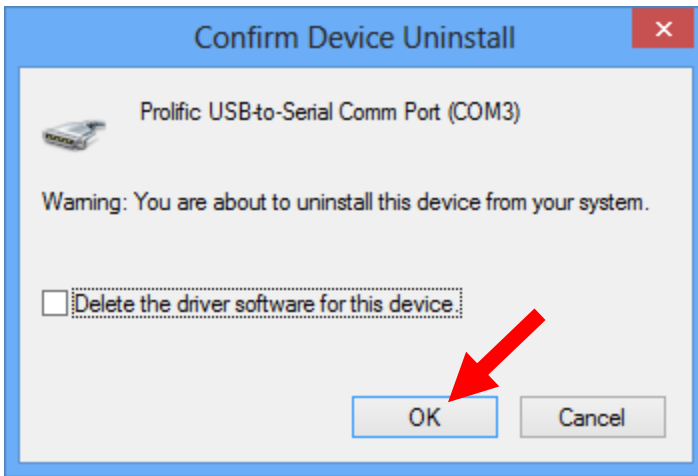 Confirm Device Uninstall
Prolific USB-to-Serial Comm Port (COM3)
Warning: You are about to uninstall this device from your system.
Delete the driver software for this device.
OK Cancel